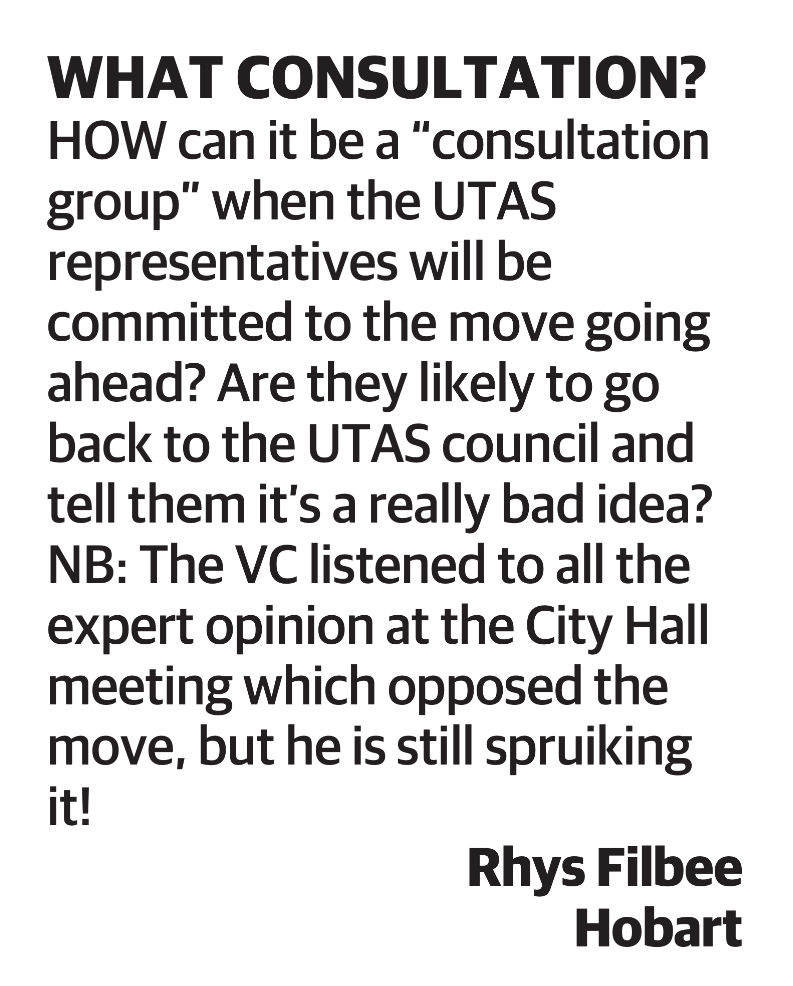 WHAT CONSULTATION?
HOW can it be a “consultation
group” when the UTAS
representatives will be
committed to the move going
ahead? Are they likely to go
back to the UTAS council and
tell them it’s a really bad idea?
NB: The VC listened to all the
expert opinion at the City Hall
meeting which opposed the
move, but he is still spruiking
it!
Rhys Filbee
Hobart